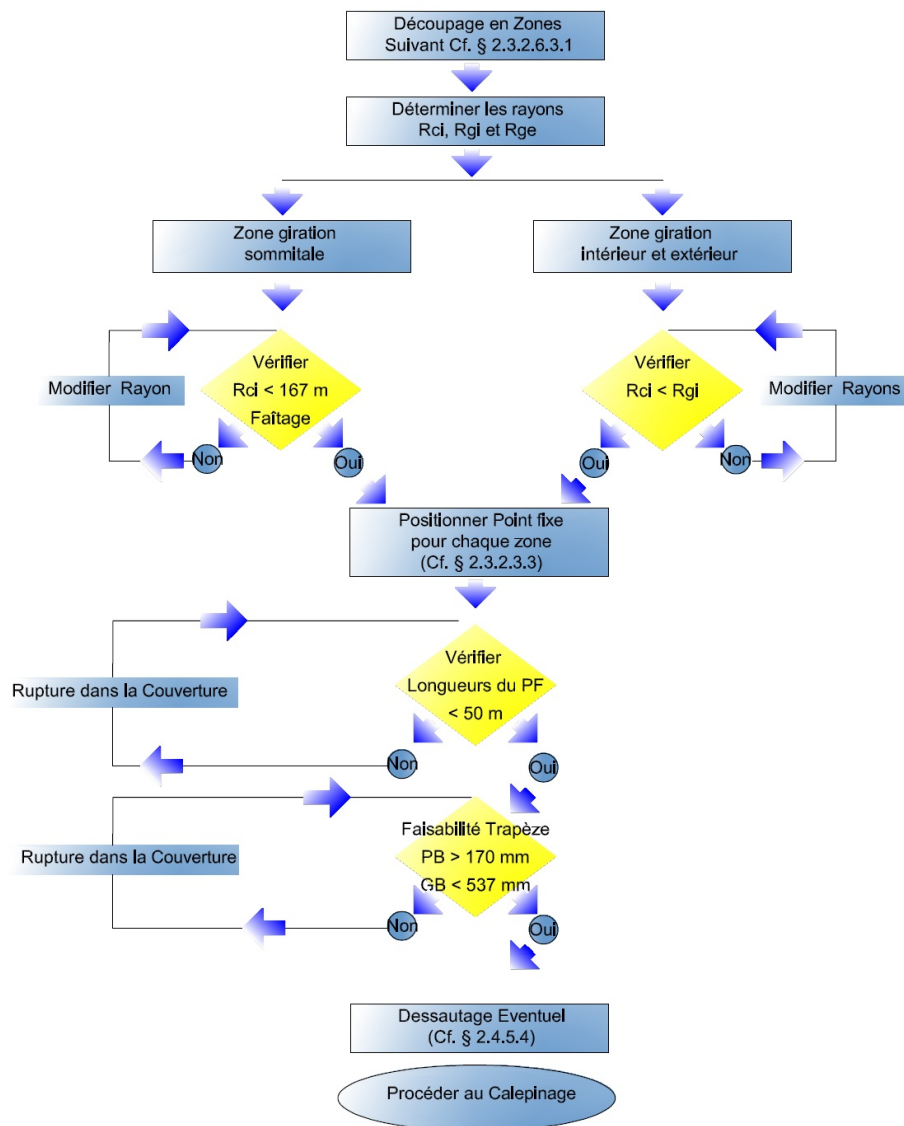 Découpage en Zones
Suivant Cf. § 2.3.2.6.3.1
Déterminer les rayons
Rci, Rgi et Rge
Zone giration
sommitale
Zone giration
intérieur et extérieur
Vérifier
Rci < 167 m
Faîtage
Modifier Rayon
Non
Oui
Vérifier
Rci < Rgi
Modifier Rayons
Oui
Non
Positionner Point fixe
pour chaque zone
(Cf. § 2.3.2.3.3)
Vérifier
Longueurs du PF
< 50 m
Rupture dans la Couverture
Non
Oui
Faisabilité Trapèze
PB > 170 mm
GB < 537 mm
Rupture dans la Couverture
Non
Oui
Dessautage Eventuel
(Cf. § 2.4.5.4)
Procéder au Calepinage